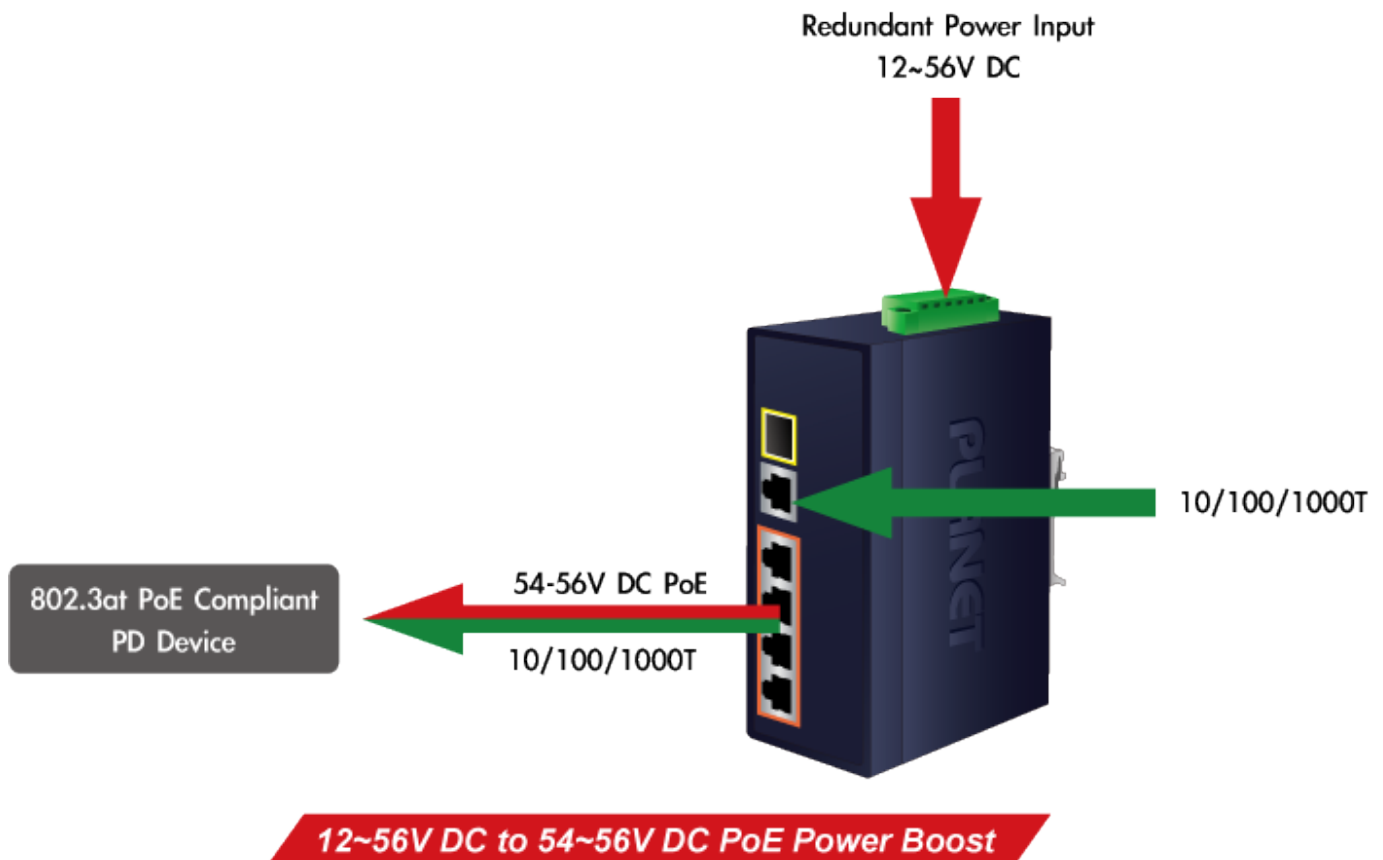 Redundant Power Input
12~56V DC
PLANET
10/100/1000T
54-56V DC PoE
10/100/1000T
802.3at PoE Compliant
PD Device
12~56V DC to 54~56V DC PoE Power Boost